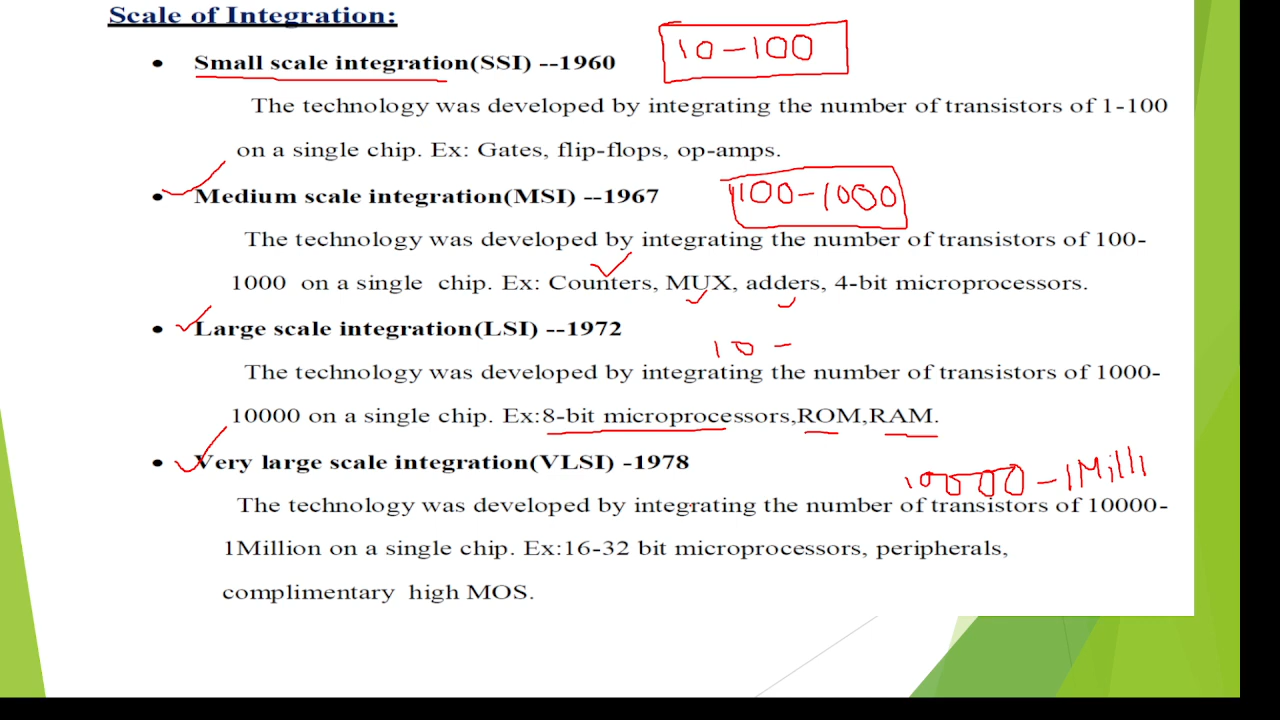 Scale of Integration:
• Small scale integration(SSI) --1960
10-100
The technology was developed by integrating the number of transistors of 1-100
on a single chip. Ex: Gates, flip-flops, op-amps.
• Medium scale integration(MSI) --1967
100-1000
The technology was developed by integrating the number of transistors of 100-
1000 on a single chip. Ex: Counters, MUX, adders, 4-bit microprocessors.
• Large scale integration(LSI) --1972
10 -
The technology was developed by integrating the number of transistors of 1000-
10000 on a single chip. Ex:8-bit microprocessors,ROM,RAM.
• Very large scale integration(VLSI) -1978
10000-1Milli
The technology was developed by integrating the number of transistors of 10000-
1Million on a single chip. Ex:16-32 bit microprocessors, peripherals,
complimentary high MOS.